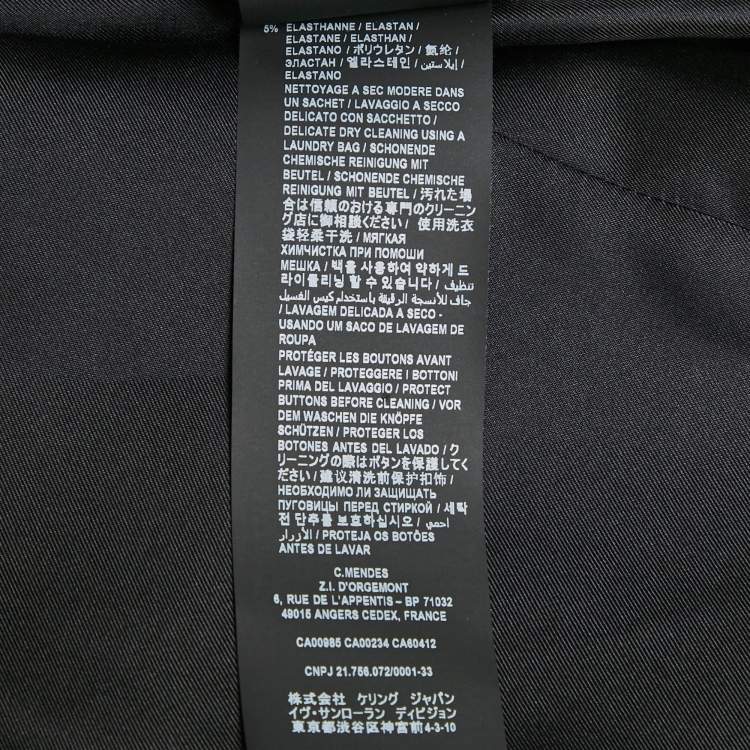 5% ELASTHANNE / ELASTAN /
ELASTANE / ELASTHAN /
ELASTANO / ポリウレタン / 氨纶 /
ЭЛАСТАН / 엘라스테인 / إيلاستين /
ELASTANO
NETTOYAGE A SEC MODERE DANS
UN SACHET / LAVAGGIO A SECCO
DELICATO CON SACCHETTO /
DELICATE DRY CLEANING USING A
LAUNDRY BAG / SCHONENDE
CHEMISCHE REINIGUNG MIT
BEUTEL / SCHONENDE CHEMISCHE
REINIGUNG MIT BEUTEL / 汚れた場
合は信頼のおける専門のクリーニン
グ店に御相談ください / 使用洗衣
袋轻柔干洗 / МЯГКАЯ
ХИМЧИСТКА ПРИ ПОМОШИ
МЕШКА / 백을 사용하여 약하게 드
라이클리닝 할 수 있습니다 / تنظيف
جاف للأنسجة الرقيقة باستخدام كيس الغسيل
/ LAVAGEM DELICADA A SECO -
USANDO UM SACO DE LAVAGEM DE
ROUPA
PROTÉGER LES BOUTONS AVANT
LAVAGE / PROTEGGERE I BOTTONI
PRIMA DEL LAVAGGIO / PROTECT
BUTTONS BEFORE CLEANING / VOR
DEM WASCHEN DIE KNÖPFE
SCHÜTZEN / PROTEGER LOS
BOTONES ANTES DEL LAVADO / ク
リーニングの際はボタンを保護してく
ださい / 建议清洗前保护扣饰 /
НЕОБХОДИМО ЛИ ЗАЩИЩАТЬ
ПУГОВИЦЫ ПЕРЕД СТИРКОЙ / 세탁
전 단추를 보호하십시오 / احمي
الأزرار / PROTEJA OS BOTÕES
ANTES DE LAVAR
C.MENDES
Z.I. D'ORGEMONT
6, RUE DE L'APPENTIS – BP 71032
49015 ANGERS CEDEX, FRANCE
CA00985 CA00234 CA60412
CNPJ 21.756.072/0001-33
株式会社 ケリング ジャパン
イヴ・サンローラン ディビジョン
東京都渋谷区神宮前4-3-10